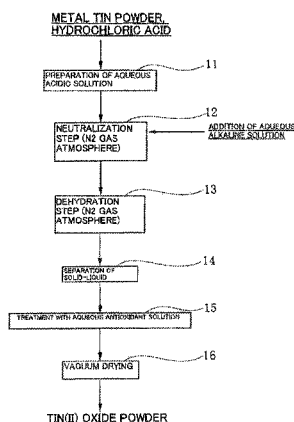 METAL TIN POWDER,
HYDROCHLORIC ACID
11
PREPARATION OF AQUEOUS
ACIDIC SOLUTION
12
NEUTRALIZATION
STEP (N2 GAS
ATMOSPHERE)
ADDITION OF AQUEOUS
ALKALINE SOLUTION
13
DEHYDRATION
STEP (N2 GAS
ATMOSPHERE)
14
SEPARATION OF
SOLID-LIQUID
15
TREATMENT WITH AQUEOUS ANTIOXIDANT SOLUTION
16
VACUUM DRYING
TIN(II) OXIDE POWDER